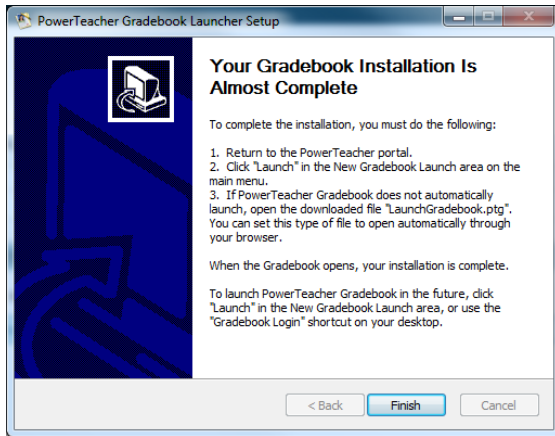 PowerTeacher Gradebook Launcher Setup
Your Gradebook Installation Is
Almost Complete
To complete the installation, you must do the following:
1. Return to the PowerTeacher portal.
2. Click "Launch" in the New Gradebook Launch area on the
main menu.
3. If PowerTeacher Gradebook does not automatically
launch, open the downloaded file "LaunchGradebook.ptg".
You can set this type of file to open automatically through
your browser.
When the Gradebook opens, your installation is complete.
To launch PowerTeacher Gradebook in the future, click
"Launch" in the New Gradebook Launch area, or use the
"Gradebook Login" shortcut on your desktop.
< Back
Finish
Cancel